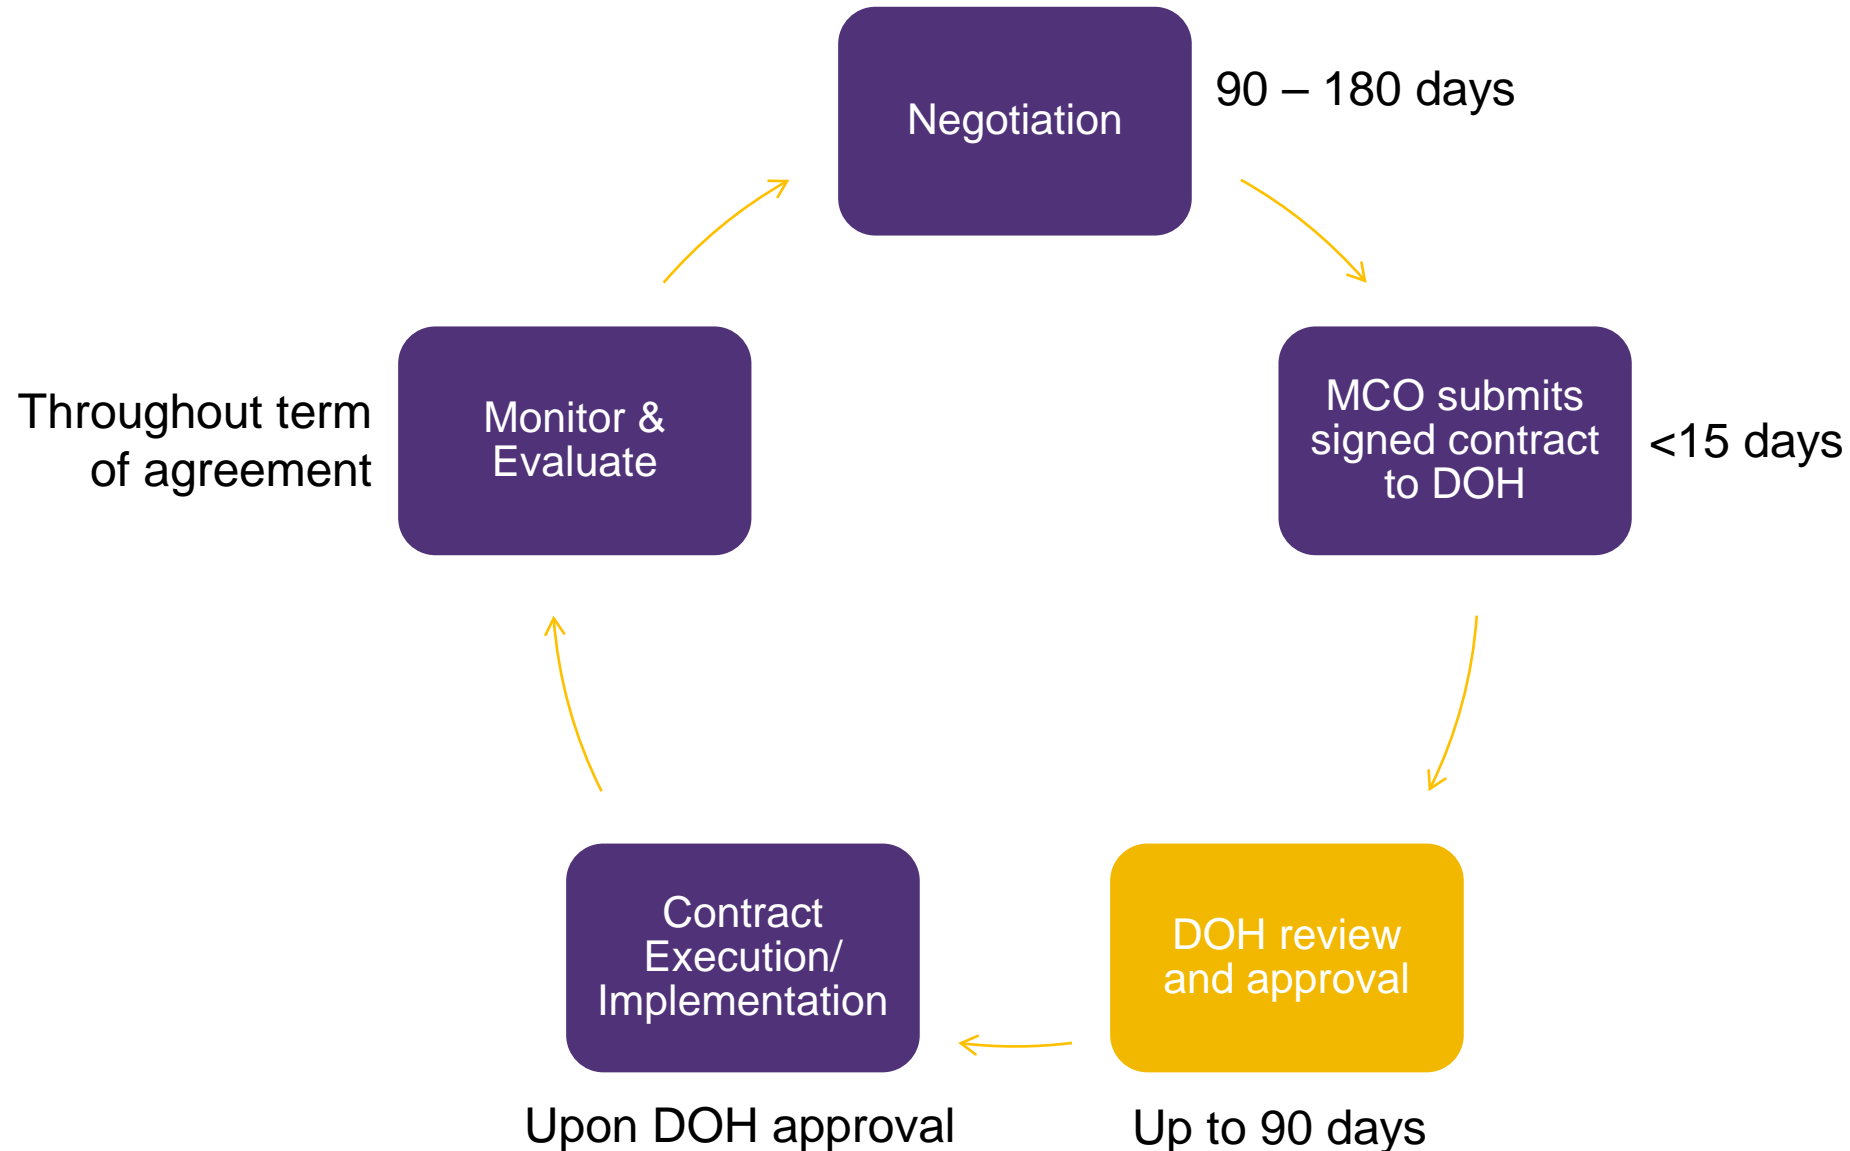 Negotiation
90 – 180 days
MCO submits
signed contract
to DOH
<15 days
DOH review
and approval
Up to 90 days
Contract
Execution/
Implementation
Upon DOH approval
Monitor &
Evaluate
Throughout term
of agreement